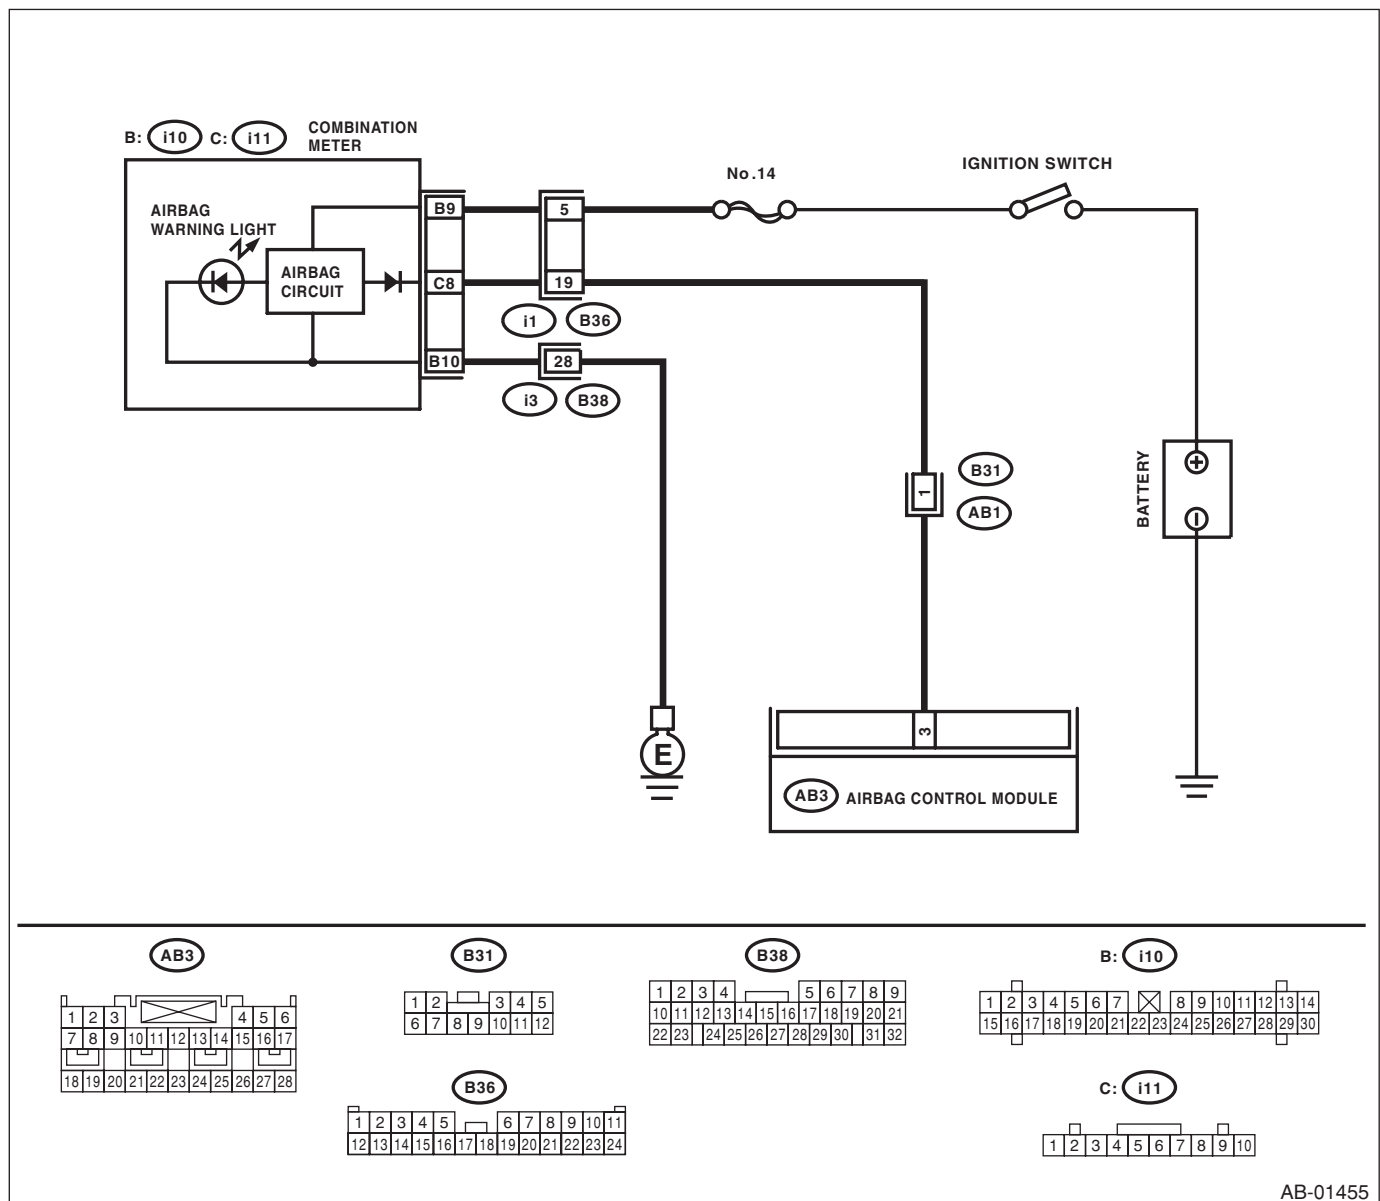 B: i10 C: i11 COMBINATION
METER
AIRBAG
WARNING LIGHT
AIRBAG
CIRCUIT
B9
C8
B10
5
19
i1 B36
28
i3 B38
No.14
IGNITION SWITCH
B31
1
AB1
BATTERY
+
−
E
3
AB3 AIRBAG CONTROL MODULE
AB3
1 2 3 4 5 6
7 8 9 10 11 12 13 14 15 16 17
18 19 20 21 22 23 24 25 26 27 28
B31
1 2 3 4 5
6 7 8 9 10 11 12
B36
1 2 3 4 5 6 7 8 9 10 11
12 13 14 15 16 17 18 19 20 21 22 23 24
B38
1 2 3 4 5 6 7 8 9
10 11 12 13 14 15 16 17 18 19 20 21
22 23 24 25 26 27 28 29 30 31 32
B: i10
1 2 3 4 5 6 7 8 9 10 11 12 13 14
15 16 17 18 19 20 21 22 23 24 25 26 27 28 29 30
C: i11
1 2 3 4 5 6 7 8 9 10
AB-01455